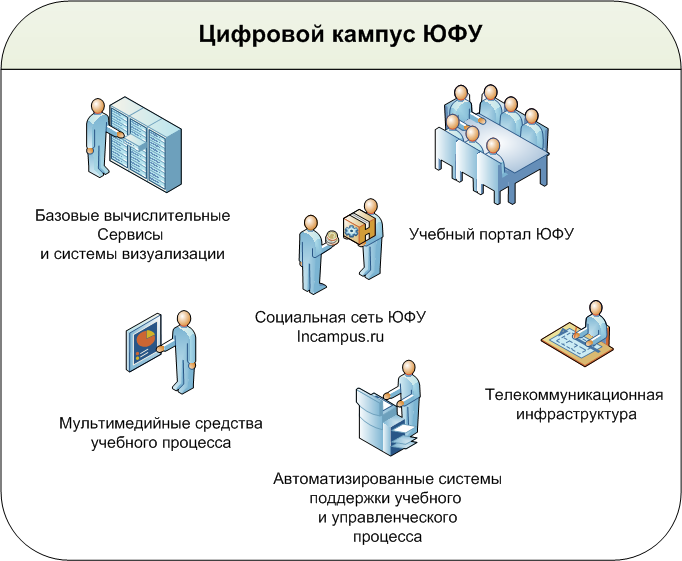 Цифровой кампус ЮФУ
Базовые вычислительные
Сервисы
и системы визуализации
Учебный портал ЮФУ
Социальная сеть ЮФУ
Incampus.ru
Мультимедийные средства
учебного процесса
Телекоммуникационная
инфраструктура
Автоматизированные системы
поддержки учебного
и управленческого
процесса